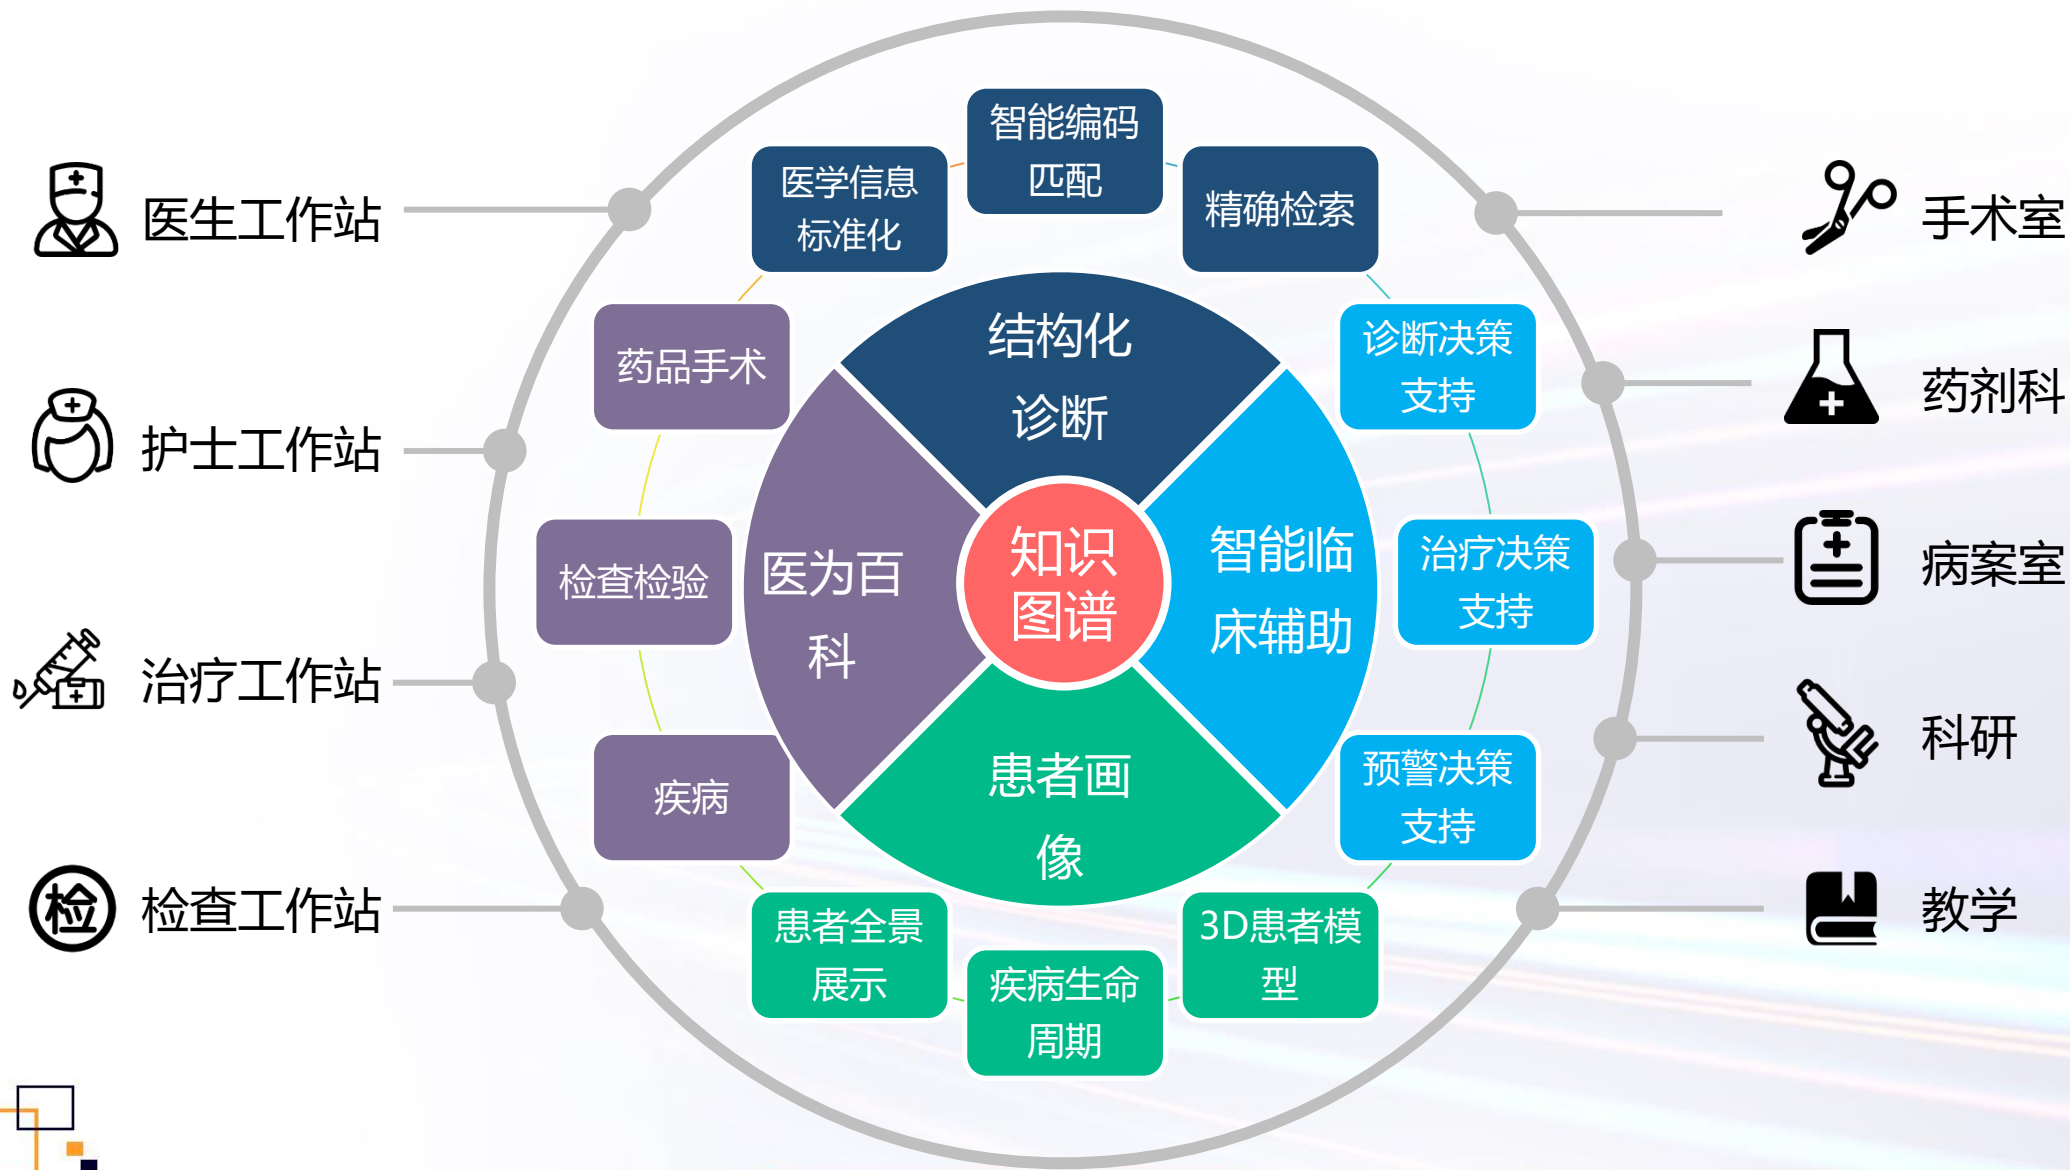 医生工作站
护士工作站
治疗工作站
检
检查工作站
智能编码
匹配
医学信息
标准化
精确检索
药品手术
诊断决策
支持
检查检验
治疗决策
支持
疾病
预警决策
支持
患者全景
展示
疾病生命
周期
3D患者模
型
结构化
诊断
医为百
科
知识
图谱
智能临
床辅助
患者画
像
手术室
药剂科
病案室
科研
教学